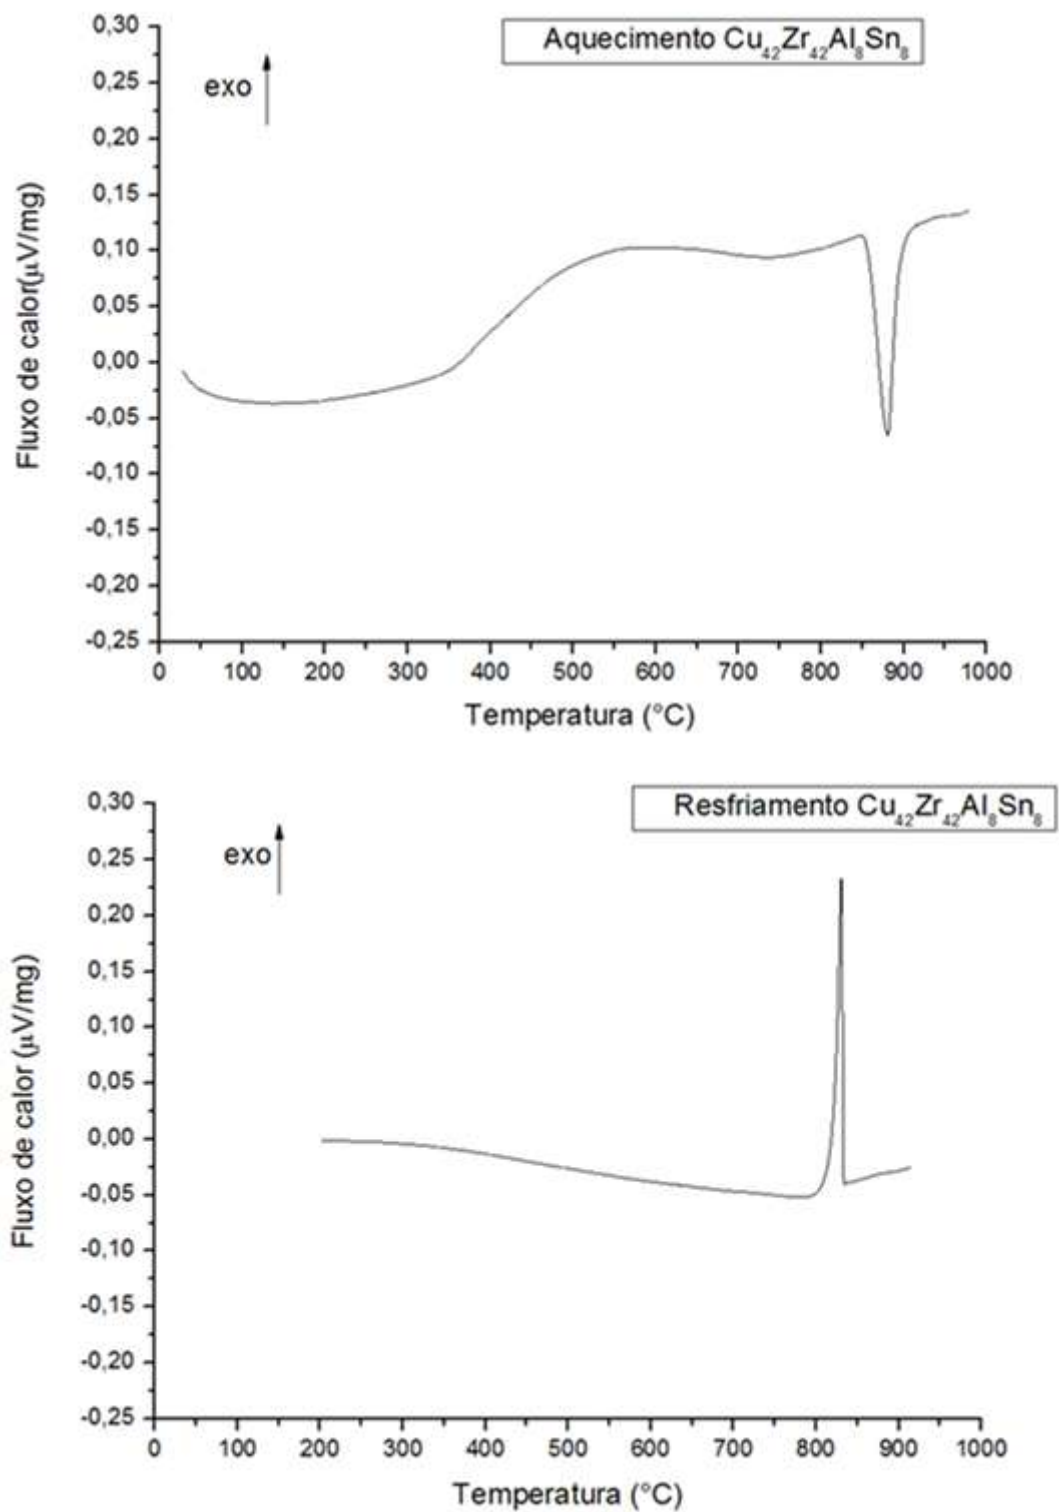 Aquecimento Cu₄₂Zr₄₂Al₈Sn₈
exo
Fluxo de calor(μV/mg)
0,30
0,25
0,20
0,15
0,10
0,05
0,00
-0,05
-0,10
-0,15
-0,20
-0,25
0 100 200 300 400 500 600 700 800 900 1000
Temperatura (°C)
Resfriamento Cu₄₂Zr₄₂Al₈Sn₈
exo
Fluxo de calor (μV/mg)
0,30
0,25
0,20
0,15
0,10
0,05
0,00
-0,05
-0,10
-0,15
-0,20
-0,25
0 100 200 300 400 500 600 700 800 900 1000
Temperatura (°C)